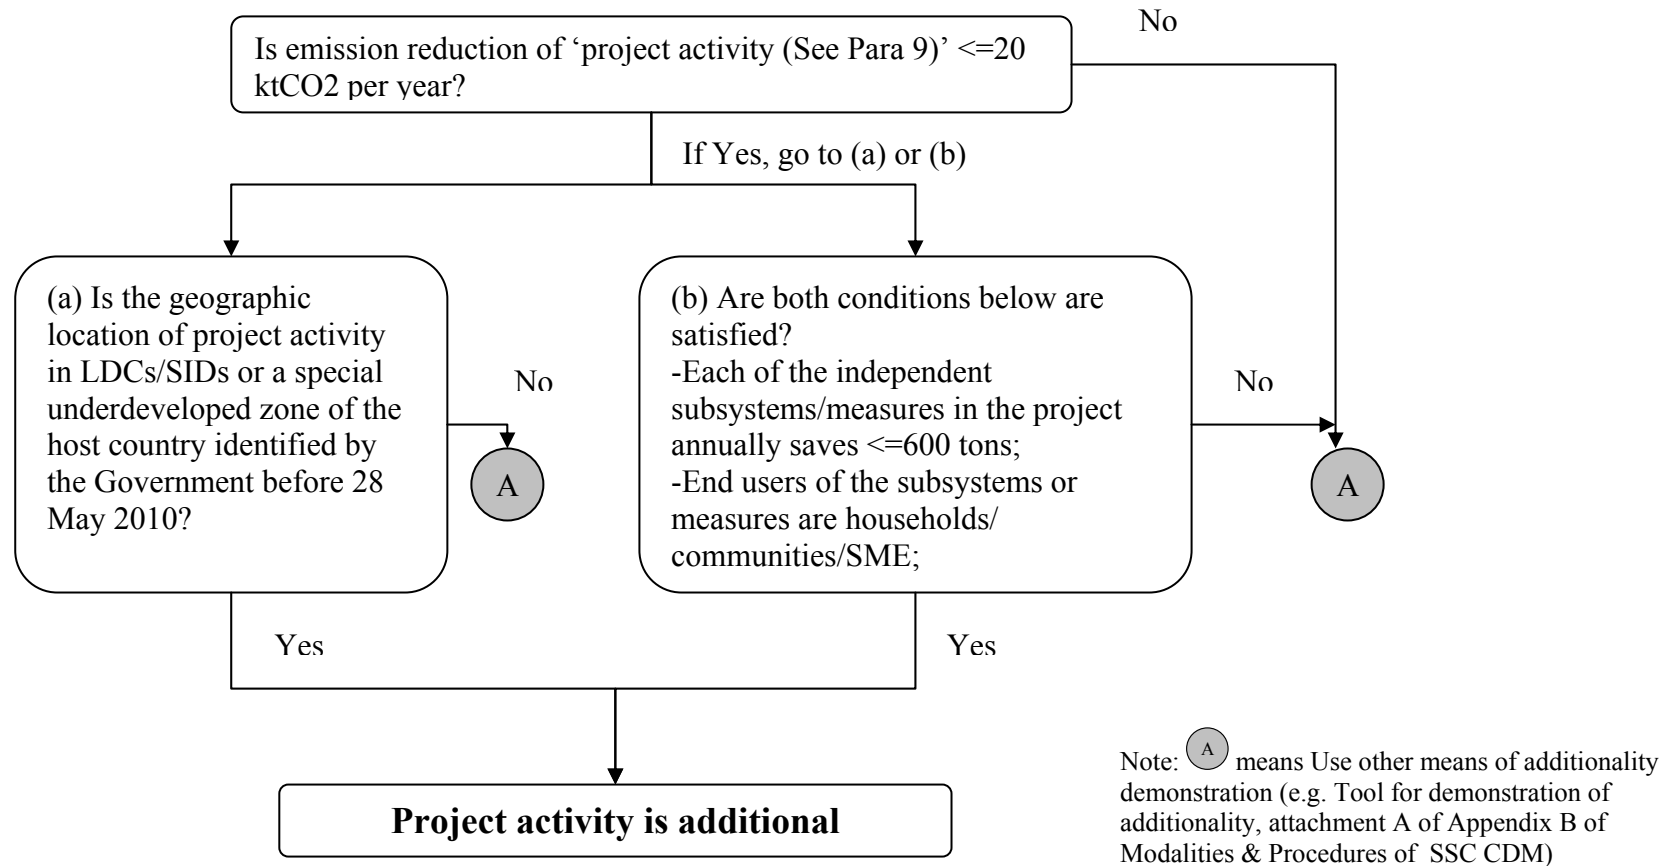 No
Is emission reduction of ‘project activity (See Para 9)’ <=20
ktCO2 per year?
If Yes, go to (a) or (b)
(a) Is the geographic
location of project activity
in LDCs/SIDs or a special
underdeveloped zone of the
host country identified by
the Government before 28
May 2010?
No
A
(b) Are both conditions below are
satisfied?
-Each of the independent
subsystems/measures in the project
annually saves <=600 tons;
-End users of the subsystems or
measures are households/
communities/SME;
No
A
Yes
Yes
Project activity is additional
Note: A means Use other means of additionality
demonstration (e.g. Tool for demonstration of
additionality, attachment A of Appendix B of
Modalities & Procedures of SSC CDM)